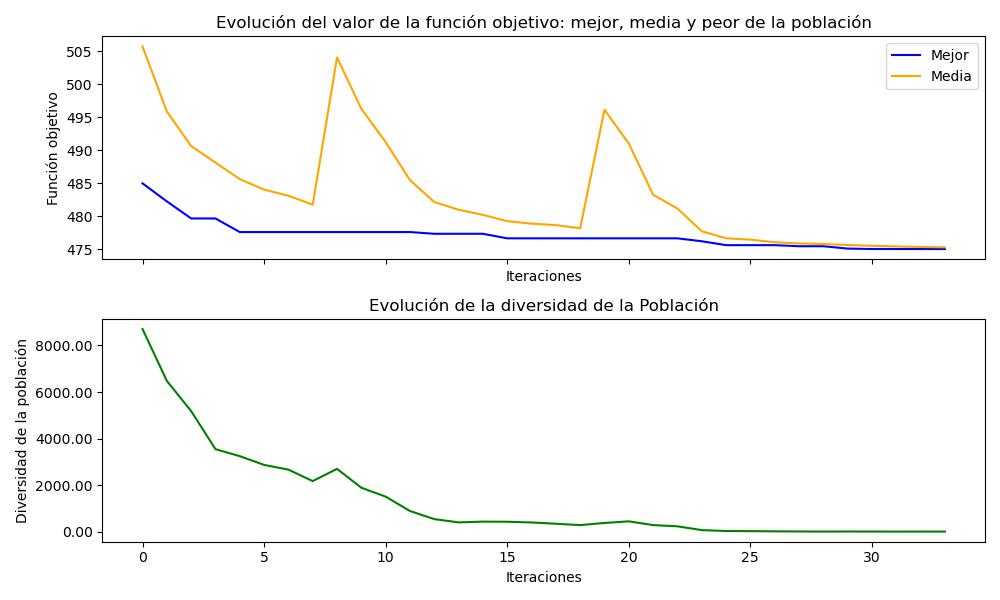 Evolución del valor de la función objetivo: mejor, media y peor de la población
Función objetivo
505
500
495
490
485
480
475
Mejor
Media
Iteraciones
Evolución de la diversidad de la Población
Diversidad de la población
8000.00
6000.00
4000.00
2000.00
0.00
0 5 10 15 20 25 30
Iteraciones